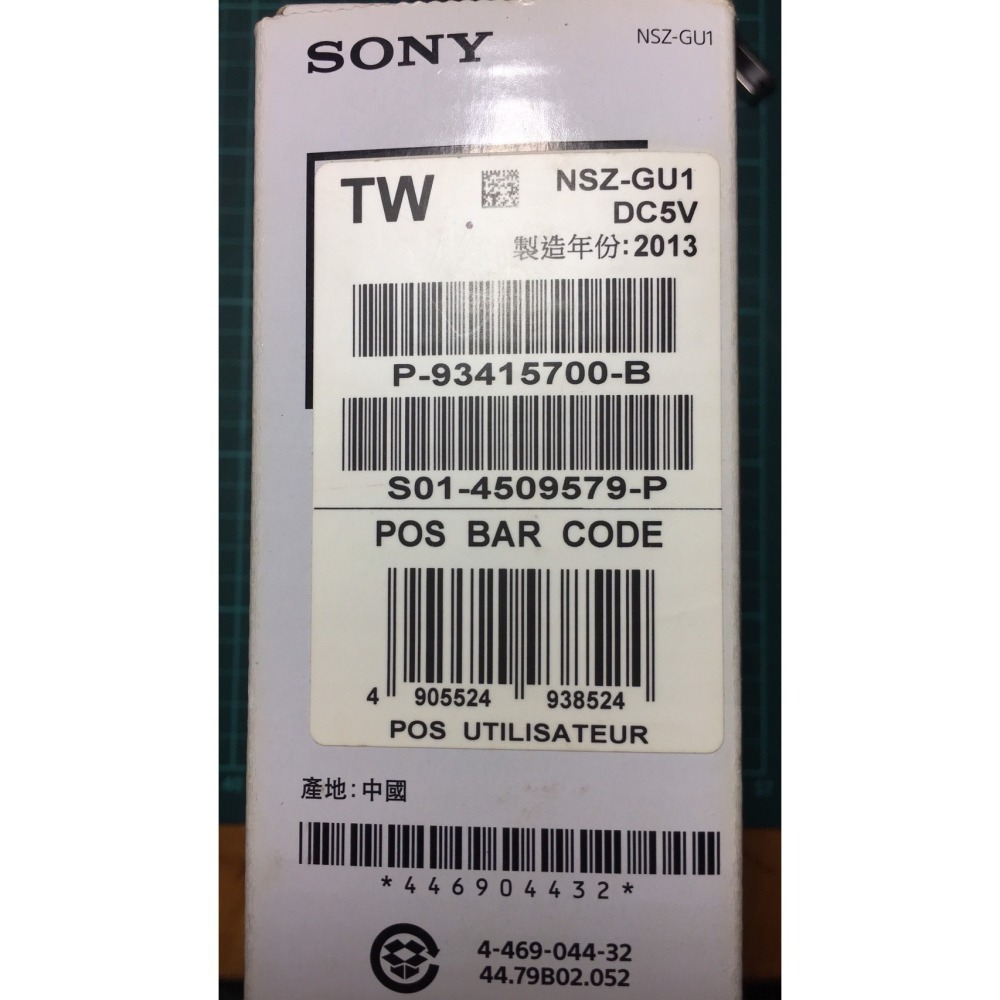 SONY
NSZ-GU1
TW
NSZ-GU1
DC5V
製造年份:2013
P-93415700-B
S01-4509579-P
POS BAR CODE
4 905524 938524
POS UTILISATEUR
產地:中國
*446904432*
4-469-044-32
44.79B02.052